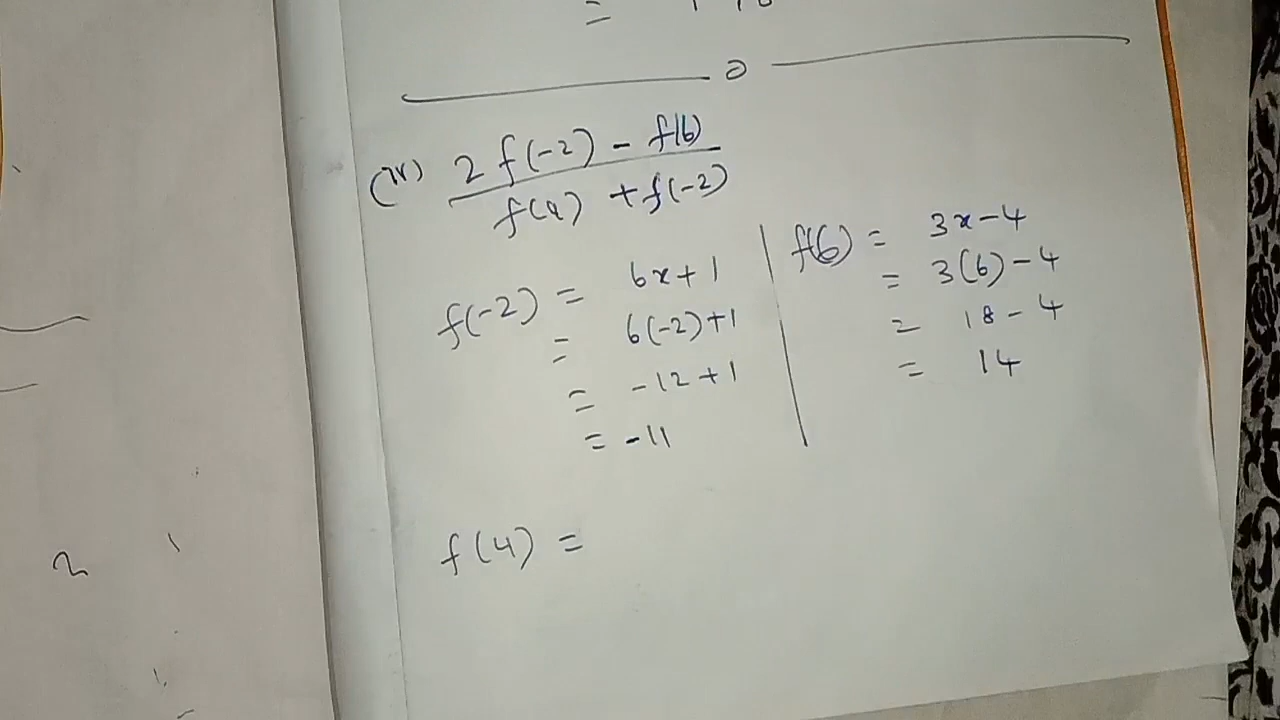 (iv) 2 f(-2) - f(6)
f(4) + f(-2)
f(-2) = 6x+1
= 6(-2)+1
= -12+1
= -11
f(6) = 3x-4
= 3(6)-4
= 18-4
= 14
f(4) =